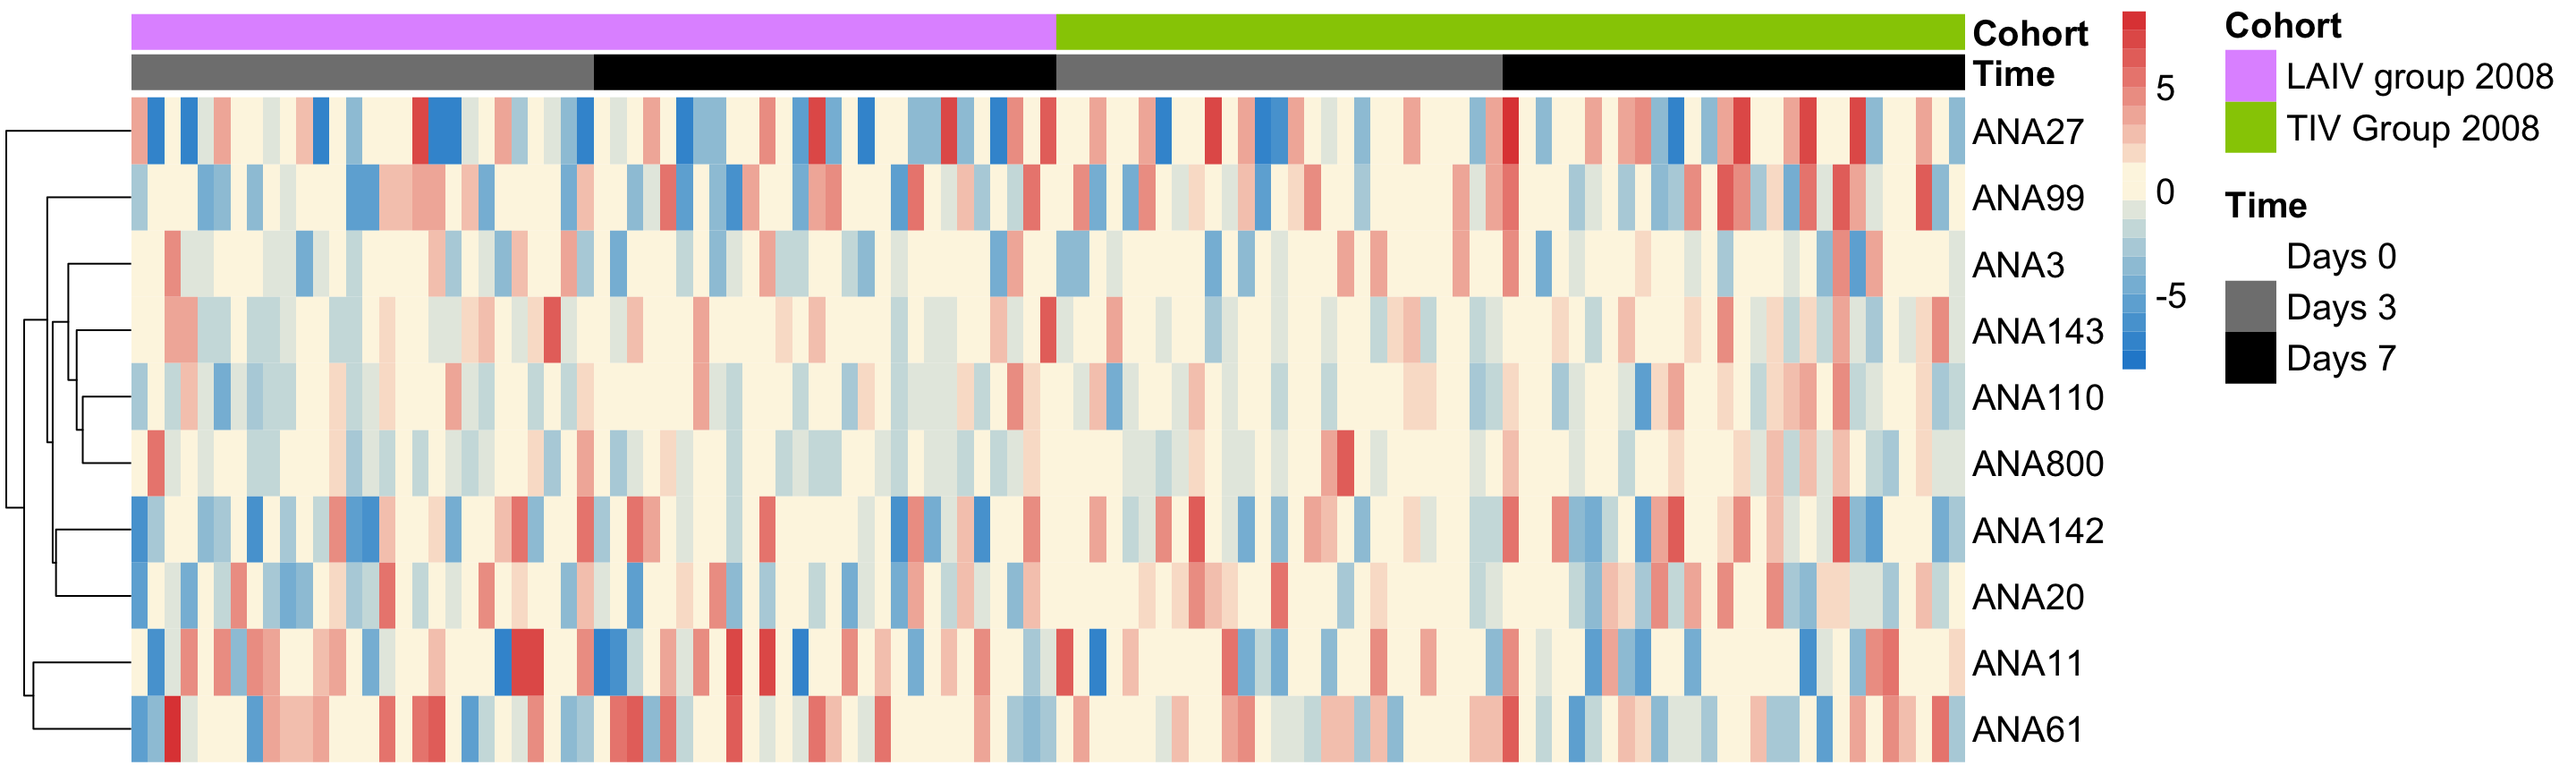 Cohort
Time
ANA27
ANA99
ANA3
ANA143
ANA110
ANA800
ANA142
ANA20
ANA11
ANA61
5
0
-5
Cohort
LAIV group 2008
TIV Group 2008
Time
Days 0
Days 3
Days 7